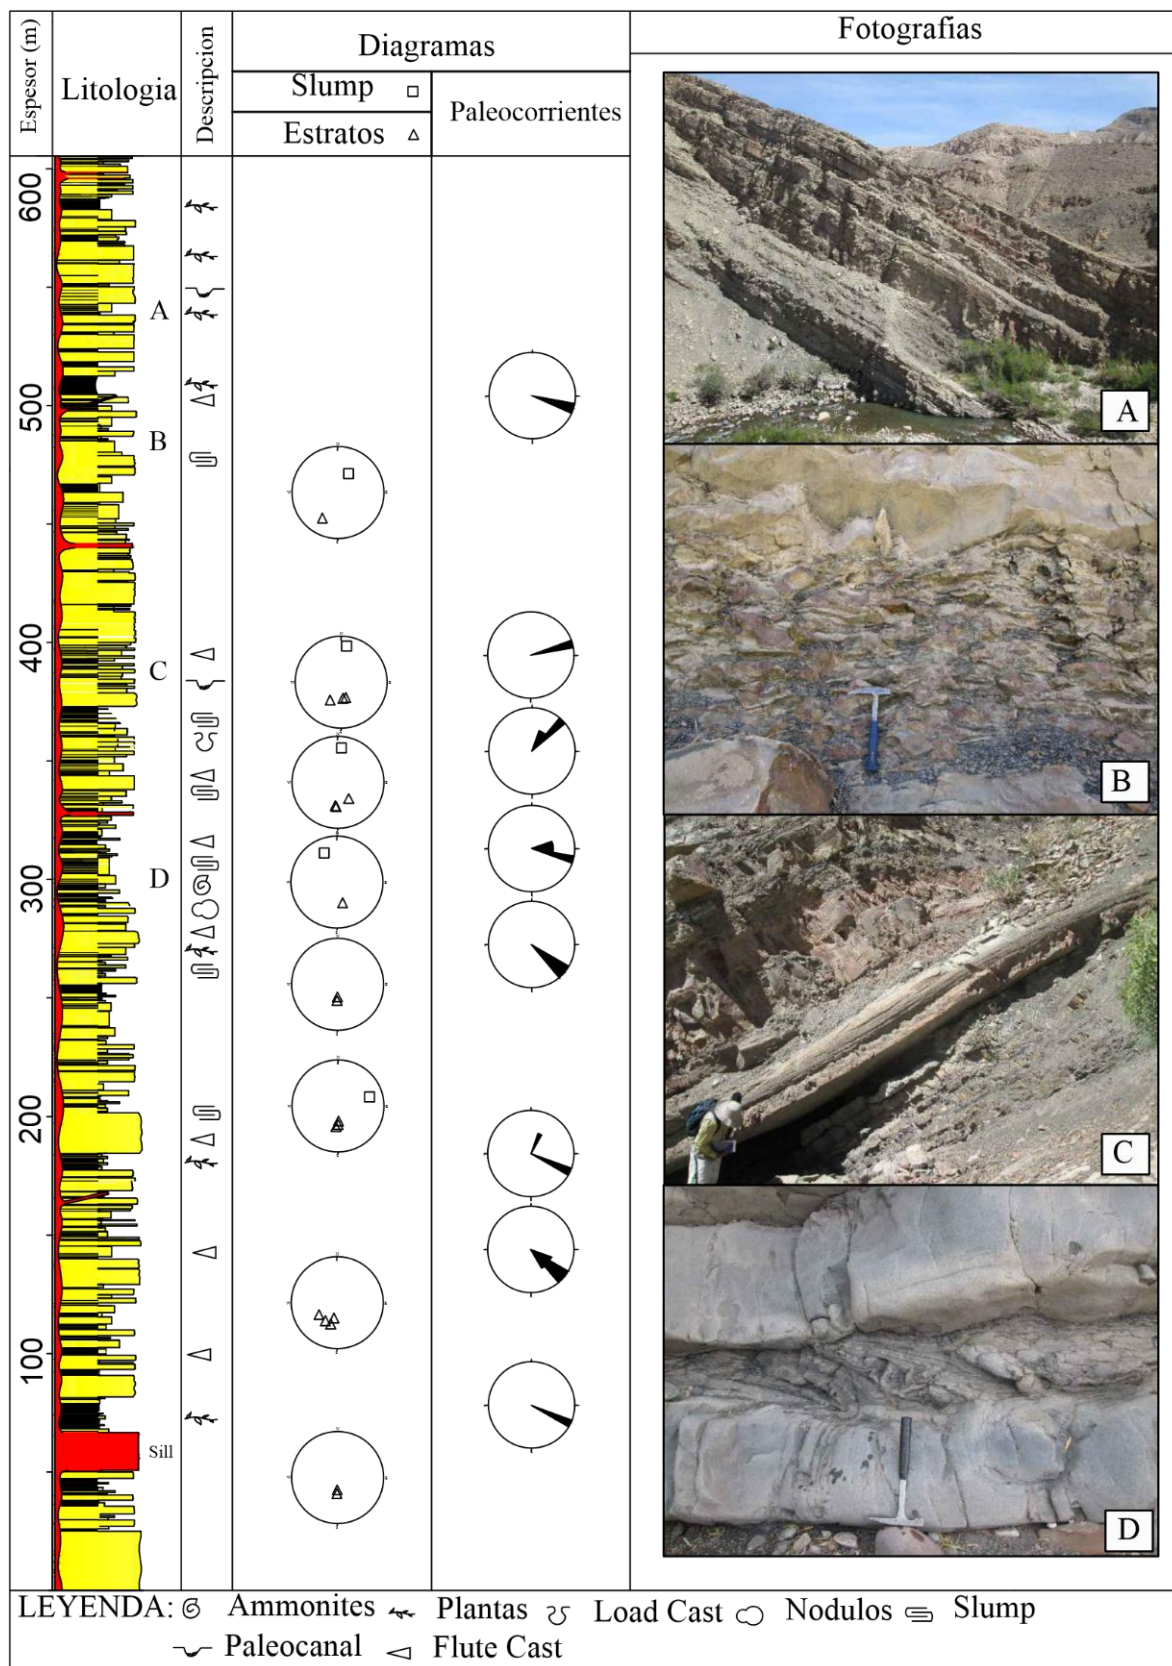 Espesor (m)
Litologia
Descripcion
Diagramas
Slump
Estratos
Paleocorrientes
Fotografias
600
500
400
300
200
100
A
B
C
D
Sill
A
B
C
D
LEYENDA: Ammonites Plantas Load Cast Nodulos Slump
Paleocanal Flute Cast